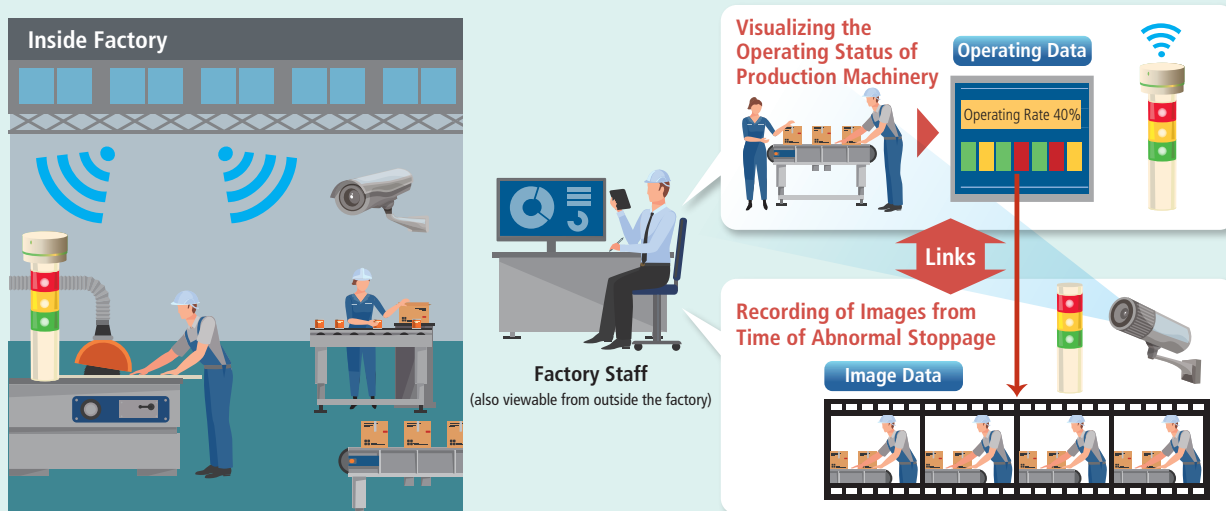 Inside Factory
Factory Staff
(also viewable from outside the factory)
Visualizing the
Operating Status of
Production Machinery
Operating Data
Operating Rate 40%
Links
Recording of Images from
Time of Abnormal Stoppage
Image Data